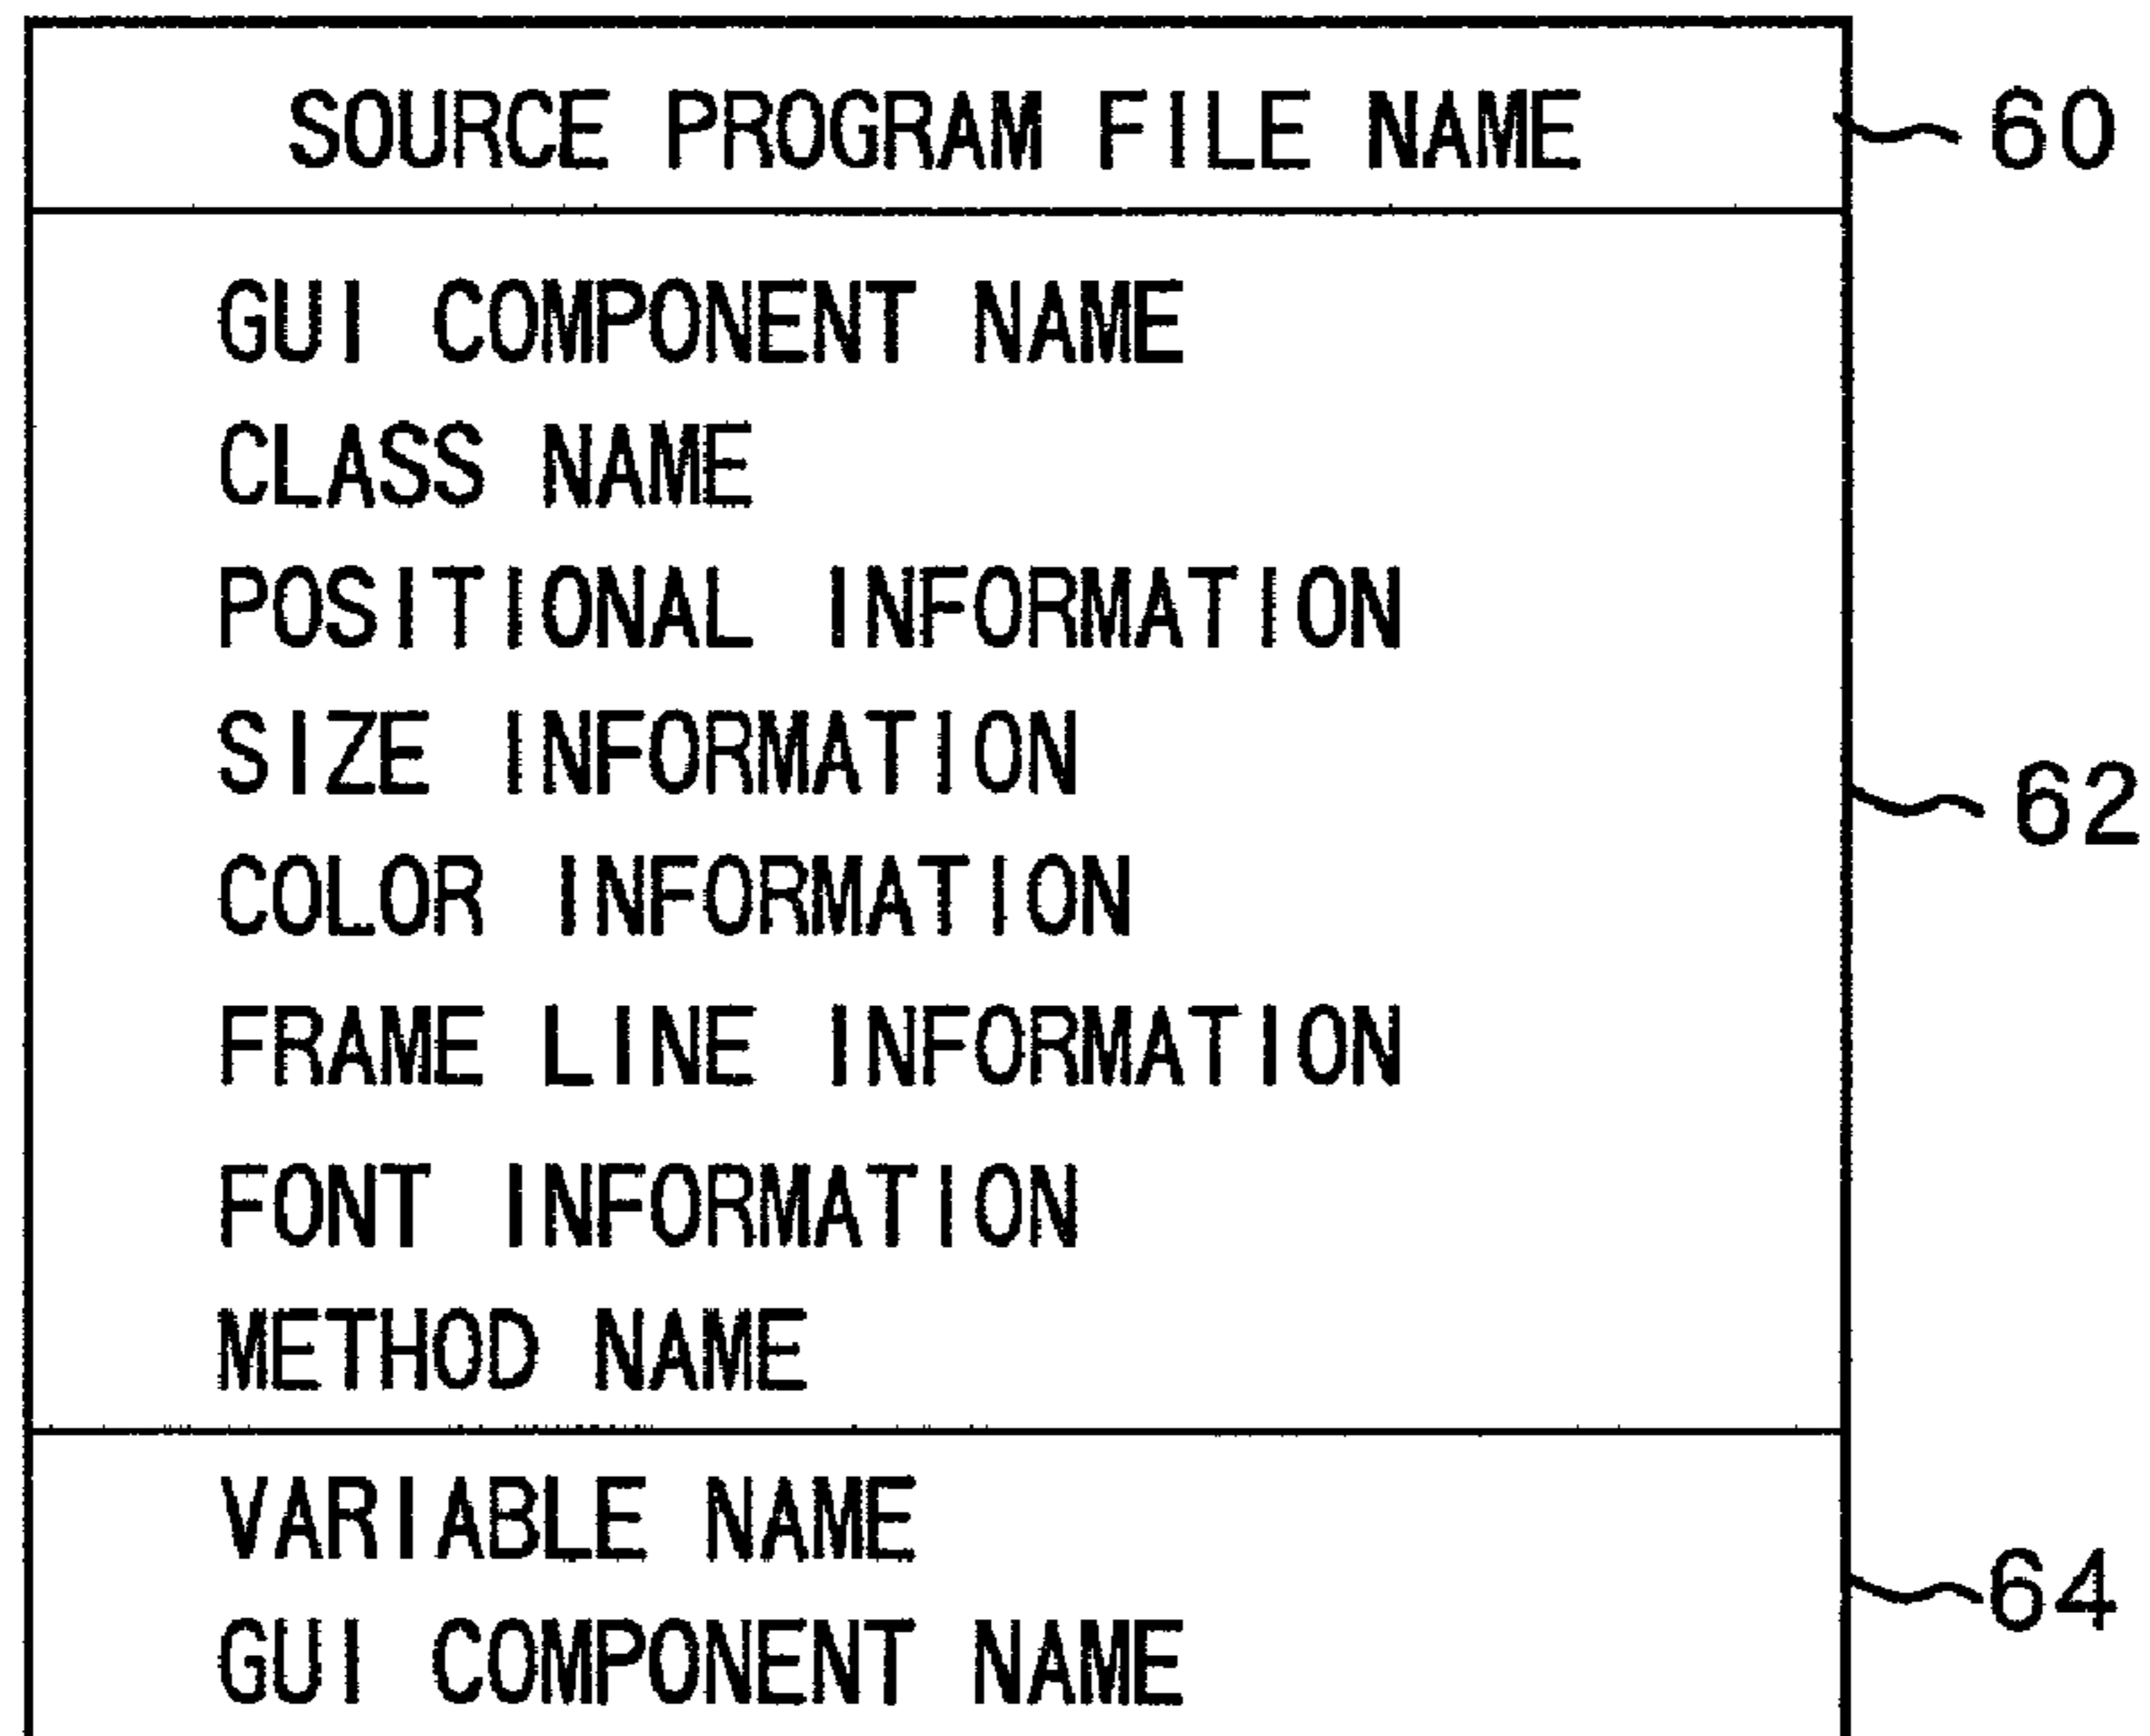 SOURCE PROGRAM FILE NAME 60
GUI COMPONENT NAME
CLASS NAME
POSITIONAL INFORMATION
SIZE INFORMATION
62
COLOR INFORMATION
FRAME LINE INFORMATION
FONT INFORMATION
METHOD NAME
VARIABLE NAME
64
GUI COMPONENT NAME